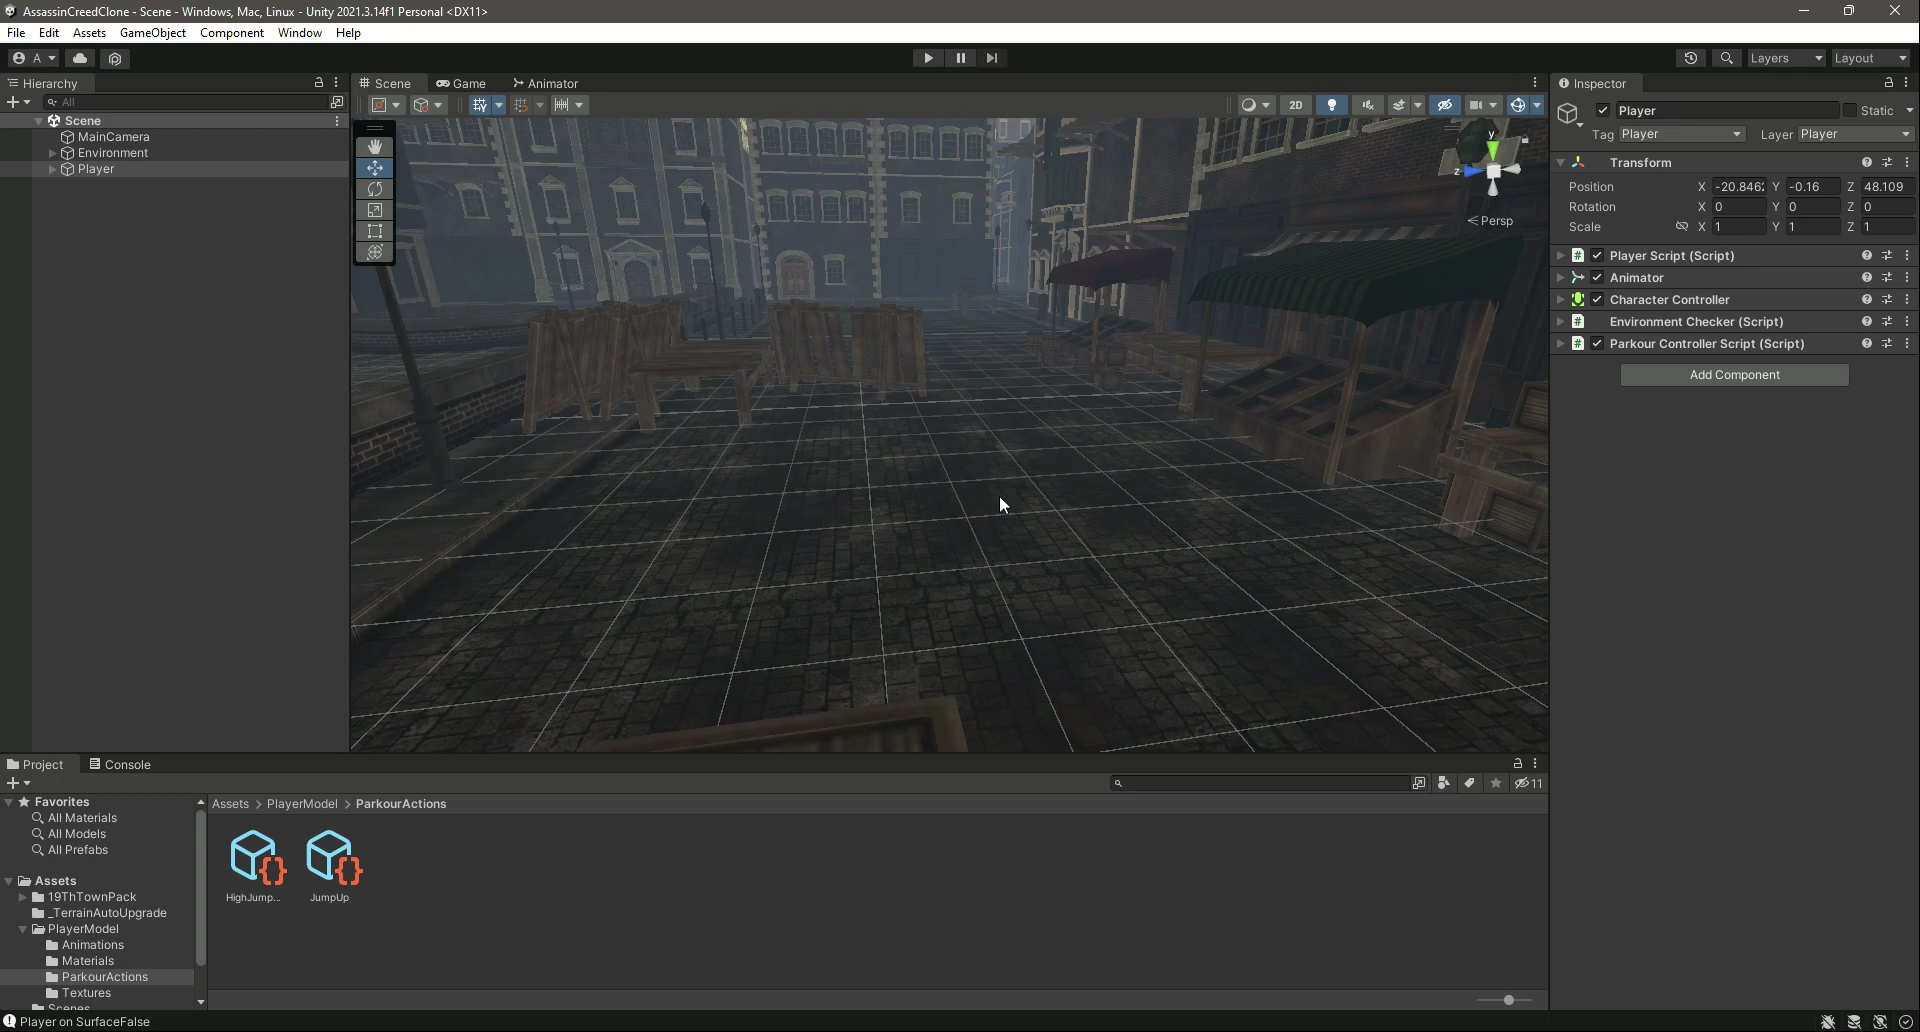 AssassinCreedClone - Scene - Windows, Mac, Linux - Unity 2021.3.14f1 Personal <DX11>
File Edit Assets GameObject Component Window Help
A Layers Layout
Hierarchy
All
Scene
MainCamera
Environment
Player
Scene Game Animator
2D
y
z
Persp
Inspector
Player Static
Tag Player Layer Player
Transform
Position X -20.846 Y -0.16 Z 48.109
Rotation X 0 Y 0 Z 0
Scale X 1 Y 1 Z 1
Player Script (Script)
Animator
Character Controller
Environment Checker (Script)
Parkour Controller Script (Script)
Add Component
Project Console
11
Favorites
All Materials
All Models
All Prefabs
Assets
19ThTownPack
_TerrainAutoUpgrade
PlayerModel
Animations
Materials
ParkourActions
Textures
Scenes
Assets > PlayerModel > ParkourActions
HighJump... JumpUp
Player on SurfaceFalse